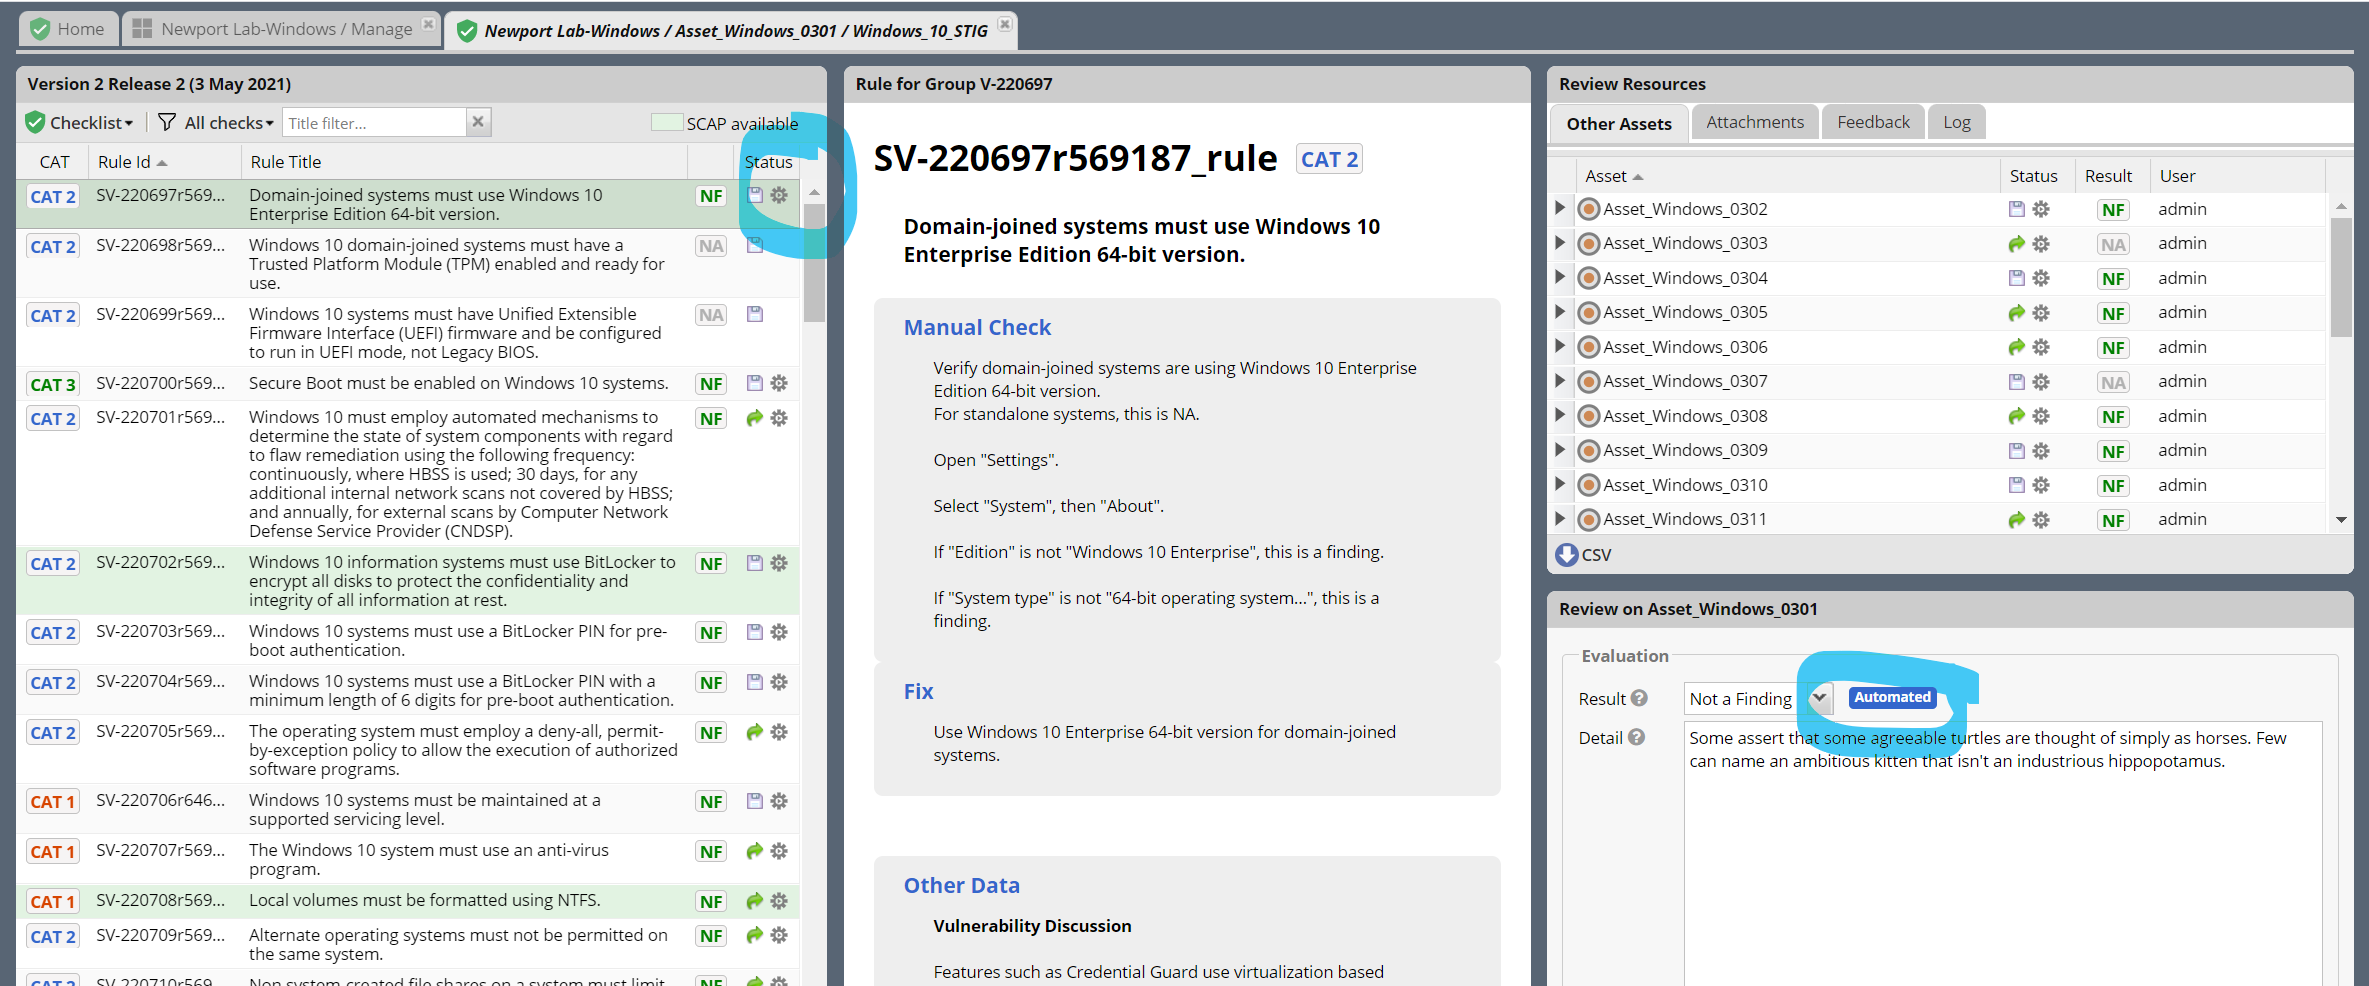 Home
Newport Lab-Windows / Manage
Newport Lab-Windows / Asset_Windows_0301 / Windows_10_STIG
Version 2 Release 2 (3 May 2021)
Checklist
All checks
Title filter...
SCAP available
CAT Rule Id Rule Title Status
CAT 2 SV-220697r569... Domain-joined systems must use Windows 10 NF
Enterprise Edition 64-bit version.
CAT 2 SV-220698r569... Windows 10 domain-joined systems must have a NA
Trusted Platform Module (TPM) enabled and ready for
use.
CAT 2 SV-220699r569... Windows 10 systems must have Unified Extensible NA
Firmware Interface (UEFI) firmware and be configured
to run in UEFI mode, not Legacy BIOS.
CAT 3 SV-220700r569... Secure Boot must be enabled on Windows 10 systems. NF
CAT 2 SV-220701r569... Windows 10 must employ automated mechanisms to NF
determine the state of system components with regard
to flaw remediation using the following frequency:
continuously, where HBSS is used; 30 days, for any
additional internal network scans not covered by HBSS;
and annually, for external scans by Computer Network
Defense Service Provider (CNDSP).
CAT 2 SV-220702r569... Windows 10 information systems must use BitLocker to NF
encrypt all disks to protect the confidentiality and
integrity of all information at rest.
CAT 2 SV-220703r569... Windows 10 systems must use a BitLocker PIN for pre- NF
boot authentication.
CAT 2 SV-220704r569... Windows 10 systems must use a BitLocker PIN with a NF
minimum length of 6 digits for pre-boot authentication.
CAT 2 SV-220705r569... The operating system must employ a deny-all, permit- NF
by-exception policy to allow the execution of authorized
software programs.
CAT 1 SV-220706r646... Windows 10 systems must be maintained at a NF
supported servicing level.
CAT 1 SV-220707r569... The Windows 10 system must use an anti-virus NF
program.
CAT 1 SV-220708r569... Local volumes must be formatted using NTFS. NF
CAT 2 SV-220709r569... Alternate operating systems must not be permitted on NF
the same system.
CAT 2 SV-220710r569... Non system-created file shares on a system must limit NF
Rule for Group V-220697
SV-220697r569187_rule CAT 2
Domain-joined systems must use Windows 10
Enterprise Edition 64-bit version.
Manual Check
Verify domain-joined systems are using Windows 10 Enterprise
Edition 64-bit version.
For standalone systems, this is NA.
Open "Settings".
Select "System", then "About".
If "Edition" is not "Windows 10 Enterprise", this is a finding.
If "System type" is not "64-bit operating system...", this is a
finding.
Fix
Use Windows 10 Enterprise 64-bit version for domain-joined
systems.
Other Data
Vulnerability Discussion
Features such as Credential Guard use virtualization based
Review Resources
Other Assets Attachments Feedback Log
Asset Status Result User
Asset_Windows_0302 NF admin
Asset_Windows_0303 NA admin
Asset_Windows_0304 NF admin
Asset_Windows_0305 NF admin
Asset_Windows_0306 NF admin
Asset_Windows_0307 NA admin
Asset_Windows_0308 NF admin
Asset_Windows_0309 NF admin
Asset_Windows_0310 NF admin
Asset_Windows_0311 NF admin
CSV
Review on Asset_Windows_0301
Evaluation
Result Not a Finding Automated
Detail Some assert that some agreeable turtles are thought of simply as horses. Few
can name an ambitious kitten that isn't an industrious hippopotamus.